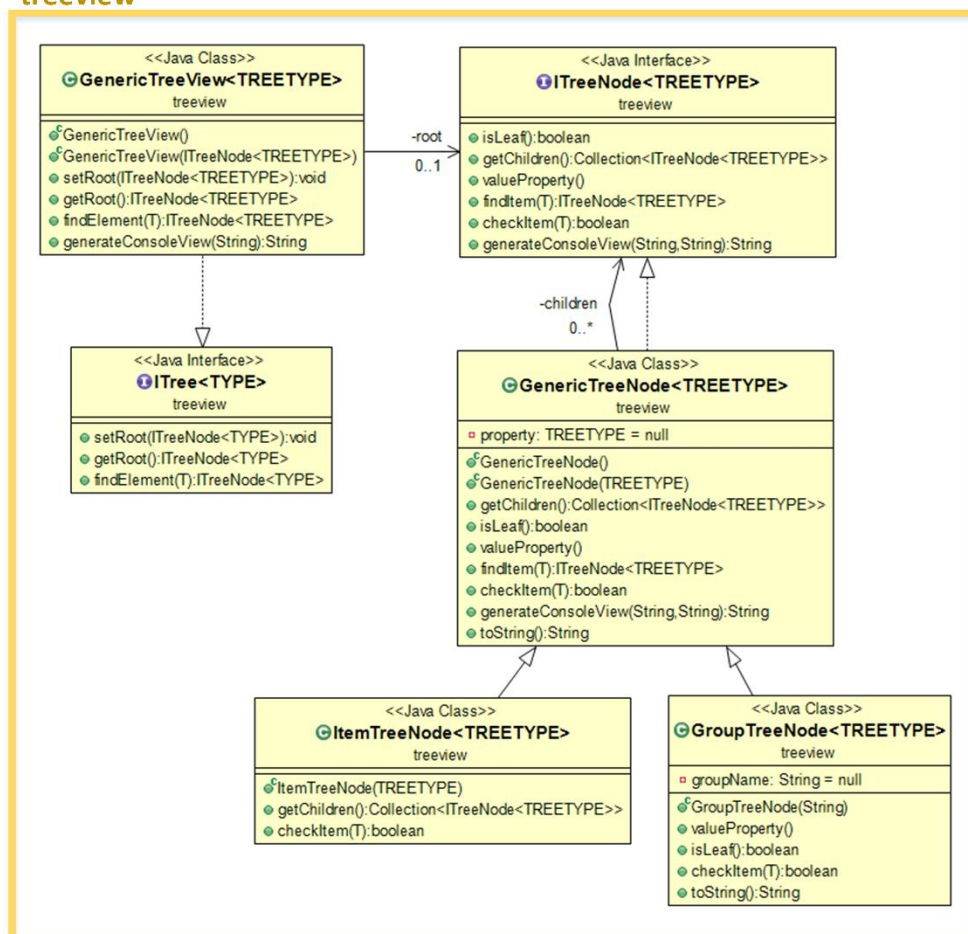 treeview
<<Java Class>>
GenericTreeView<TREETYPE>
treeview
GenericTreeView()
GenericTreeView(ITreeNode<TREETYPE>)
setRoot(ITreeNode<TREETYPE>):void
getRoot():ITreeNode<TREETYPE>
findElement(T):ITreeNode<TREETYPE>
generateConsoleView(String):String
-root
0..1
<<Java Interface>>
ITreeNode<TREETYPE>
treeview
isLeaf():boolean
getChildren():Collection<ITreeNode<TREETYPE>>
valueProperty()
findItem(T):ITreeNode<TREETYPE>
checkItem(T):boolean
generateConsoleView(String,String):String
-children
0..*
<<Java Interface>>
ITree<TYPE>
treeview
setRoot(ITreeNode<TYPE>):void
getRoot():ITreeNode<TYPE>
findElement(T):ITreeNode<TYPE>
<<Java Class>>
GenericTreeNode<TREETYPE>
treeview
property: TREETYPE = null
GenericTreeNode()
GenericTreeNode(TREETYPE)
getChildren():Collection<ITreeNode<TREETYPE>>
isLeaf():boolean
valueProperty()
findItem(T):ITreeNode<TREETYPE>
checkItem(T):boolean
generateConsoleView(String,String):String
toString():String
<<Java Class>>
ItemTreeNode<TREETYPE>
treeview
ItemTreeNode(TREETYPE)
getChildren():Collection<ITreeNode<TREETYPE>>
checkItem(T):boolean
<<Java Class>>
GroupTreeNode<TREETYPE>
treeview
groupName: String = null
GroupTreeNode(String)
valueProperty()
isLeaf():boolean
checkItem(T):boolean
toString():String